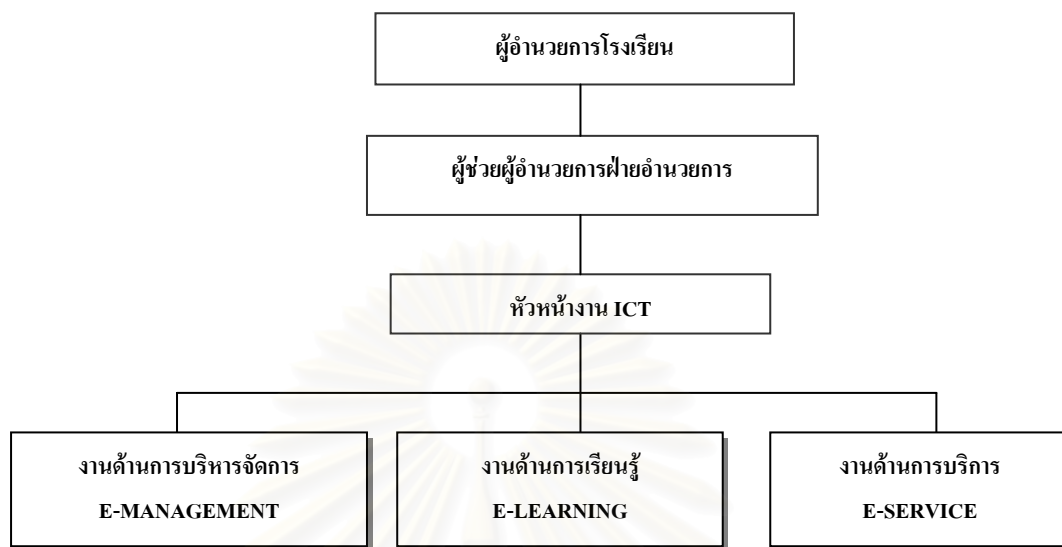 ผู้อำนวยการโรงเรียน
ผู้ช่วยผู้อำนวยการฝ่ายอำนวยการ
หัวหน้างาน ICT
งานด้านการบริหารจัดการ
E-MANAGEMENT
งานด้านการเรียนรู้
E-LEARNING
งานด้านการบริการ
E-SERVICE